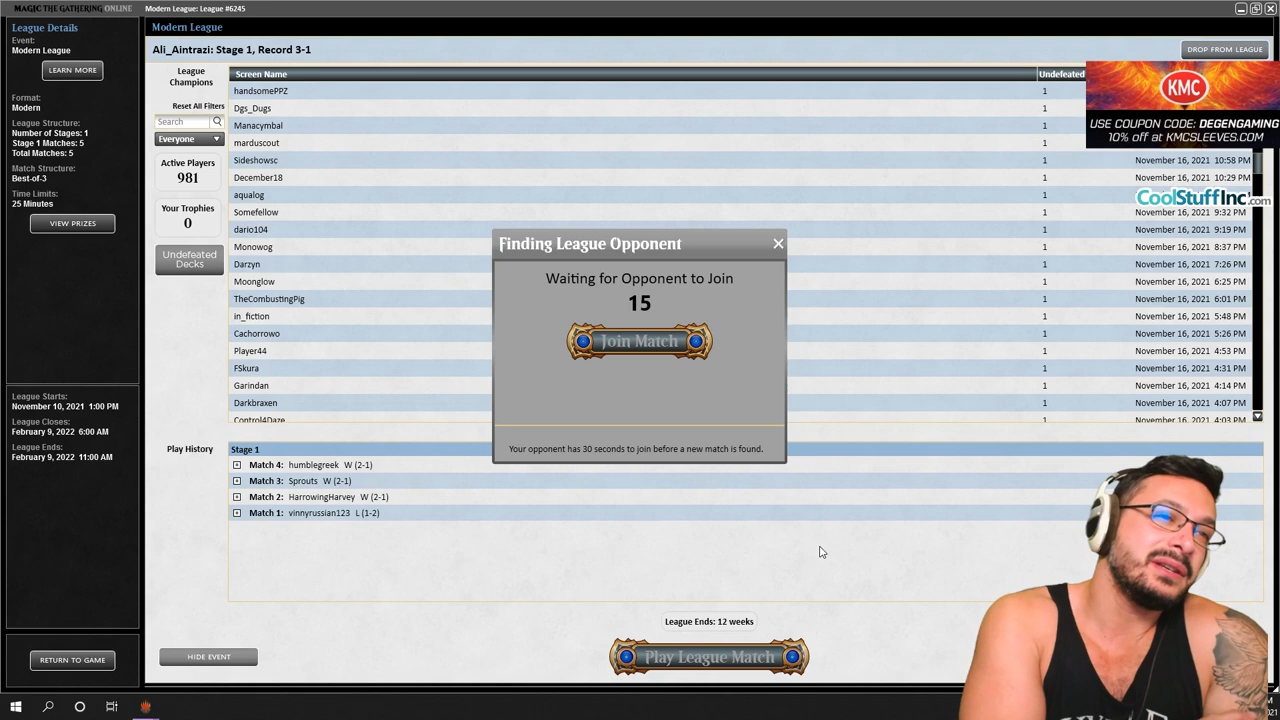 MAGIC THE GATHERING ONLINE
Modern League: League #6245
League Details
Event:
Modern League
LEARN MORE
Format:
Modern
League Structure:
Number of Stages: 1
Stage 1 Matches: 5
Total Matches: 5
Match Structure:
Best-of-3
Time Limits:
25 Minutes
VIEW PRIZES
League Starts:
November 10, 2021 1:00 PM
League Closes:
February 9, 2022 6:00 AM
League Ends:
February 9, 2022 11:00 AM
RETURN TO GAME
Modern League
Ali_Aintrazi: Stage 1, Record 3-1
DROP FROM LEAGUE
League
Champions
Reset All Filters
Search
Everyone
Active Players
981
Your Trophies
0
Undefeated
Decks
Screen Name Undefeated
handsomePPZ 1
Dgs_Dugs 1
Manacymbal 1
marduscout 1
Sideshowsc 1 November 16, 2021 10:58 PM
December18 1 November 16, 2021 10:29 PM
aqualog 1
Somefellow 1 November 16, 2021 9:32 PM
dario104 1 November 16, 2021 9:19 PM
Monowog 1 November 16, 2021 8:37 PM
Darzyn 1 November 16, 2021 7:26 PM
Moonglow 1 November 16, 2021 6:25 PM
TheCombustingPig 1 November 16, 2021 6:01 PM
in_fiction 1 November 16, 2021 5:48 PM
Cachorrowo 1 November 16, 2021 5:26 PM
Player44 1 November 16, 2021 4:53 PM
FSkura 1 November 16, 2021 4:31 PM
Garindan 1 November 16, 2021 4:14 PM
Darkbraxen 1 November 16, 2021 4:07 PM
Control4Daze 1 November 16, 2021 4:03 PM
KMC
USE COUPON CODE: DEGENGAMING
10% off at KMCSLEEVES.COM
CoolStuffInc.com
Finding League Opponent
Waiting for Opponent to Join
15
Join Match
Your opponent has 30 seconds to join before a new match is found.
Play History
Stage 1
Match 4: humblegreek W (2-1)
Match 3: Sprouts W (2-1)
Match 2: HarrowingHarvey W (2-1)
Match 1: vinnyrussian123 L (1-2)
League Ends: 12 weeks
HIDE EVENT
Play League Match